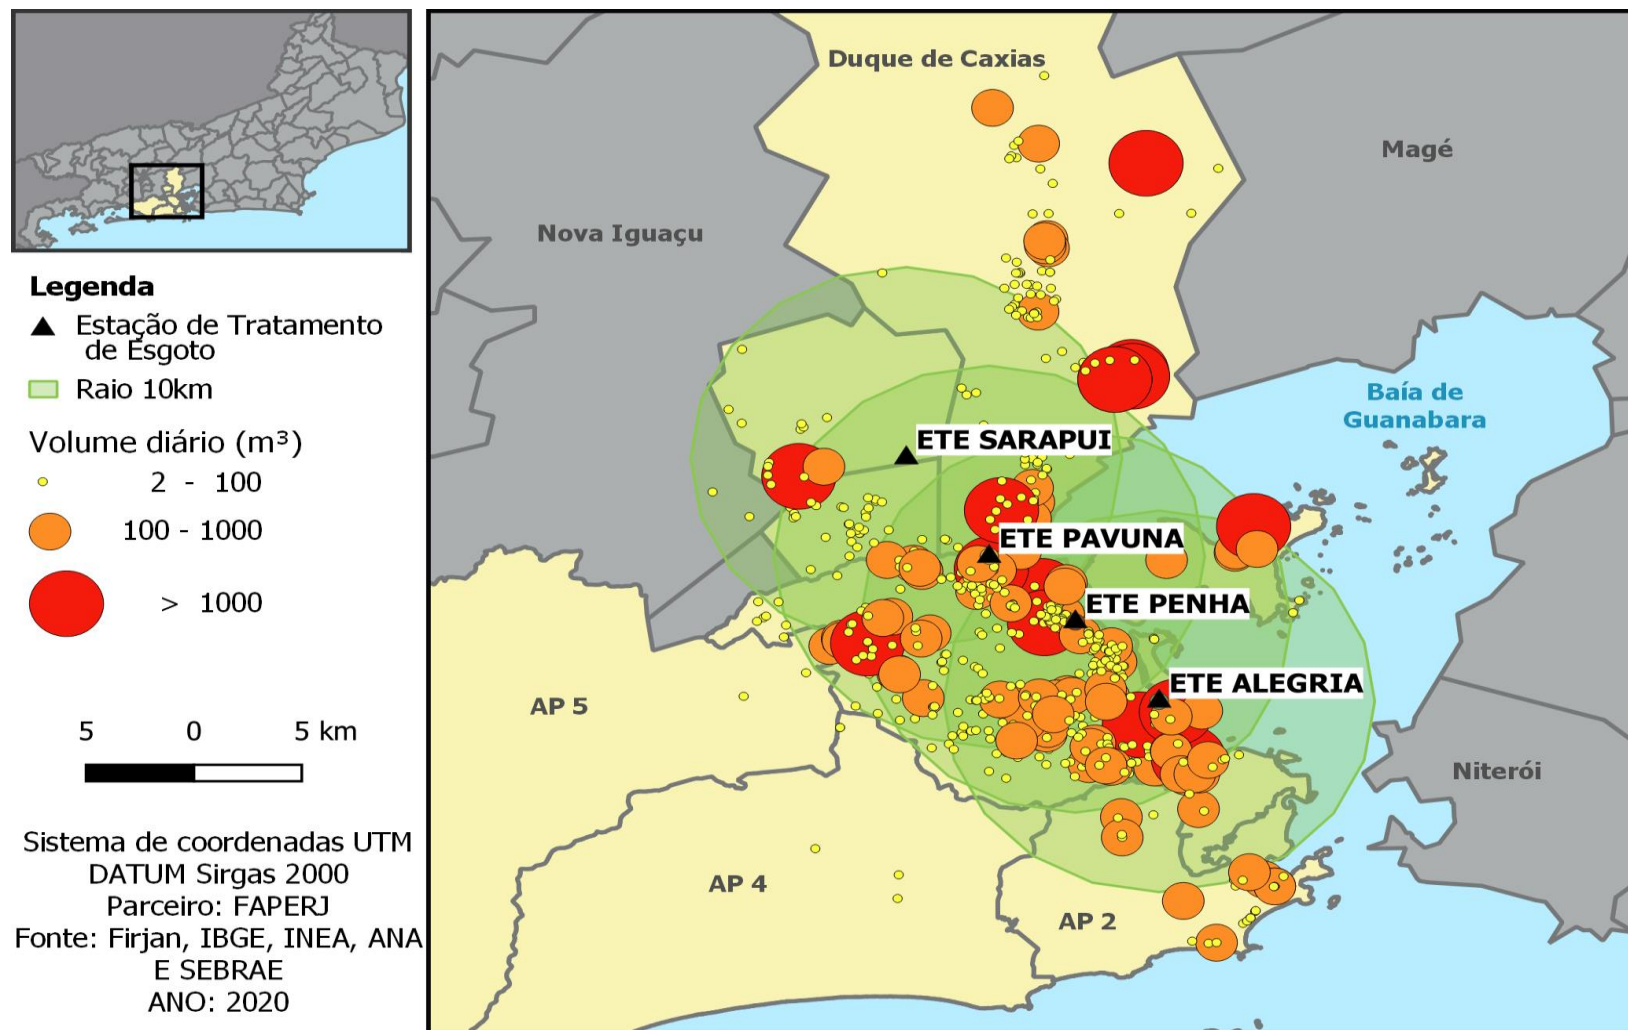 Legenda
Estação de Tratamento
de Esgoto
Raio 10km
Volume diário (m³)
2 - 100
100 - 1000
> 1000
5 0 5 km
Sistema de coordenadas UTM
DATUM Sirgas 2000
Parceiro: FAPERJ
Fonte: Firjan, IBGE, INEA, ANA
E SEBRAE
ANO: 2020
Duque de Caxias
Magé
Nova Iguaçu
Baía de
Guanabara
ETE SARAPUI
ETE PAVUNA
ETE PENHA
ETE ALEGRIA
AP 5
Niterói
AP 4
AP 2